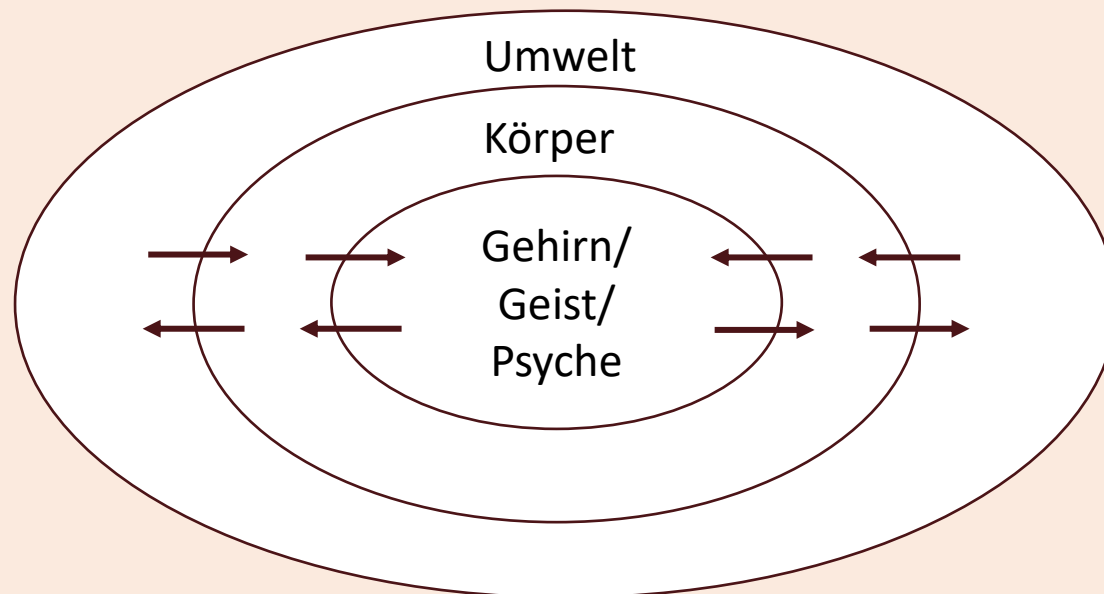 Umwelt
Körper
Gehirn/
Geist/
Psyche